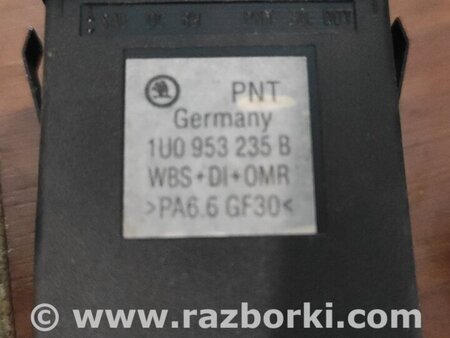 PNT
Germany
1U0 953 235 B
WBS+DI+OMR
>PA6.6 GF30<
© www.razborki.com